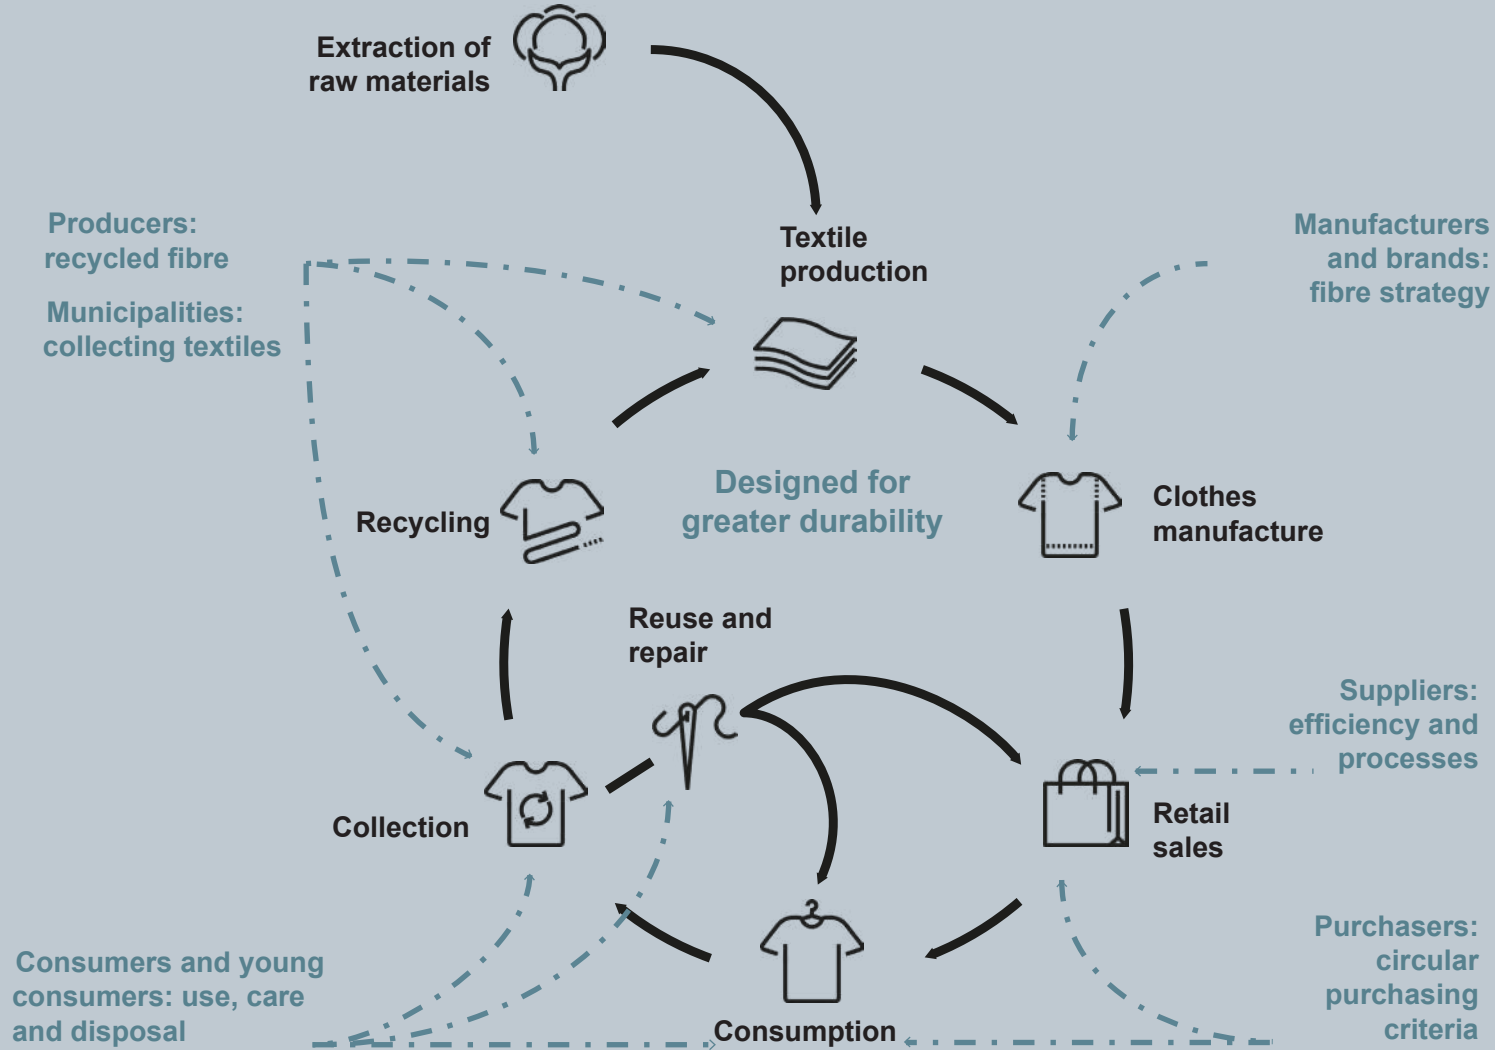 Extraction of
raw materials
Textile
production
Producers:
recycled fibre
Municipalities:
collecting textiles
Manufacturers
and brands:
fibre strategy
Designed for
greater durability
Recycling
Clothes
manufacture
Reuse and
repair
Suppliers:
efficiency and
processes
Collection
Retail
sales
Consumers and young
consumers: use, care
and disposal
Consumption
Purchasers:
circular
purchasing
criteria